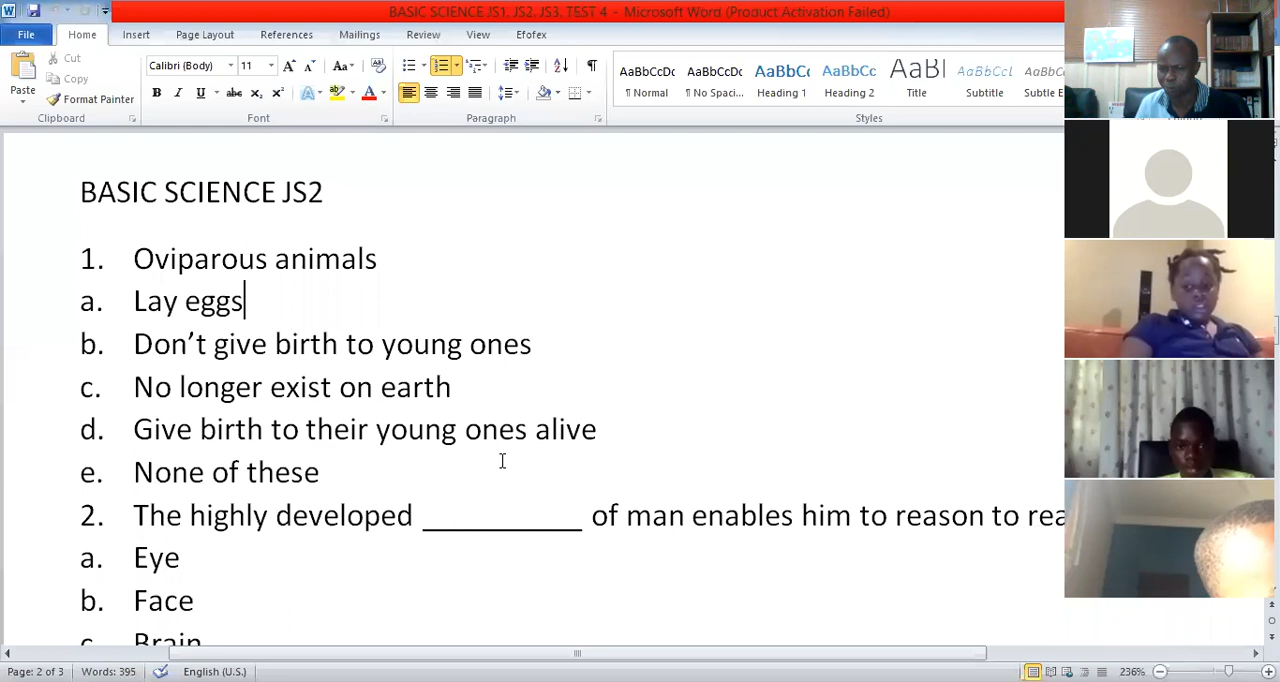 BASIC SCIENCE JS1, JS2, JS3, TEST 4 - Microsoft Word (Product Activation Failed)
File Home Insert Page Layout References Mailings Review View Efofex
Paste Cut Copy Format Painter
Calibri (Body) 11
AaBbCcDc AaBbCcDc AaBbCc AaBbCc AaBl AaBbCcL
¶ Normal ¶ No Spaci... Heading 1 Heading 2 Title Subtitle Subtle E
Clipboard Font Paragraph Styles
BASIC SCIENCE JS2
1. Oviparous animals
a. Lay eggs
b. Don’t give birth to young ones
c. No longer exist on earth
d. Give birth to their young ones alive
e. None of these
2. The highly developed __________ of man enables him to reason to rea
a. Eye
b. Face
c. Brain
Page: 2 of 3 Words: 395 English (U.S.) 236%